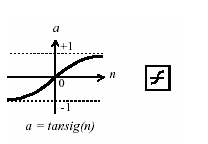 a
+1
n
0
-1
a = tansig(n)